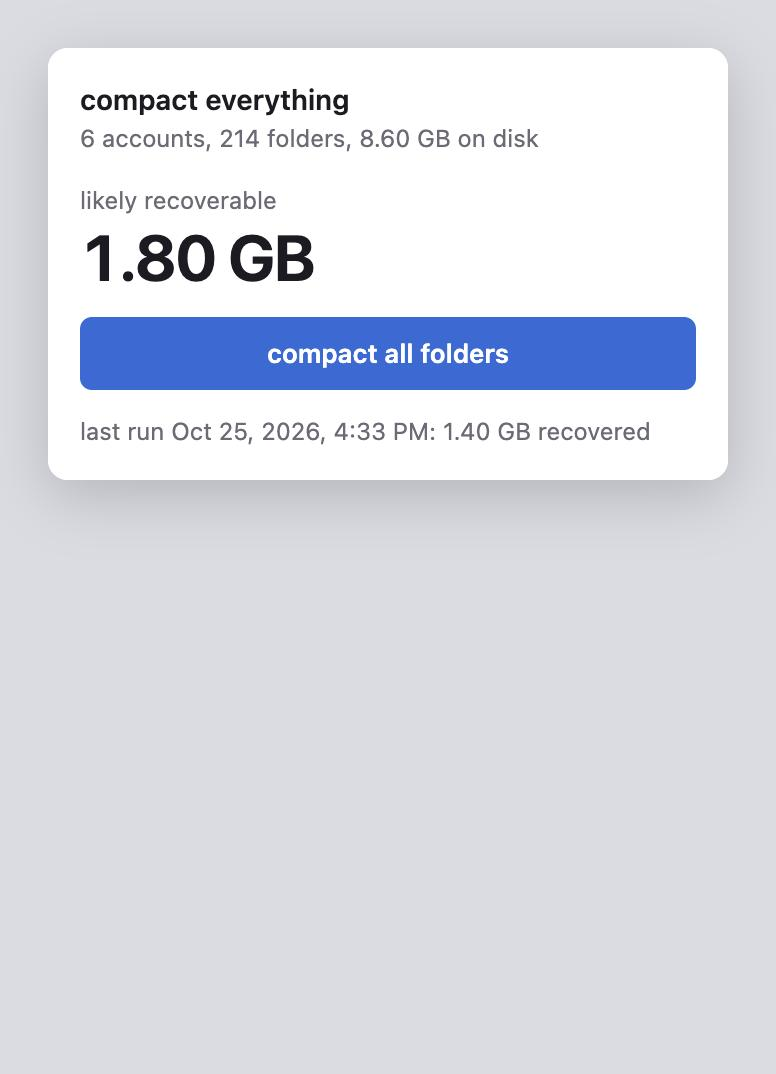 compact everything
6 accounts, 214 folders, 8.60 GB on disk
likely recoverable
1.80 GB
compact all folders
last run Oct 25, 2026, 4:33 PM: 1.40 GB recovered